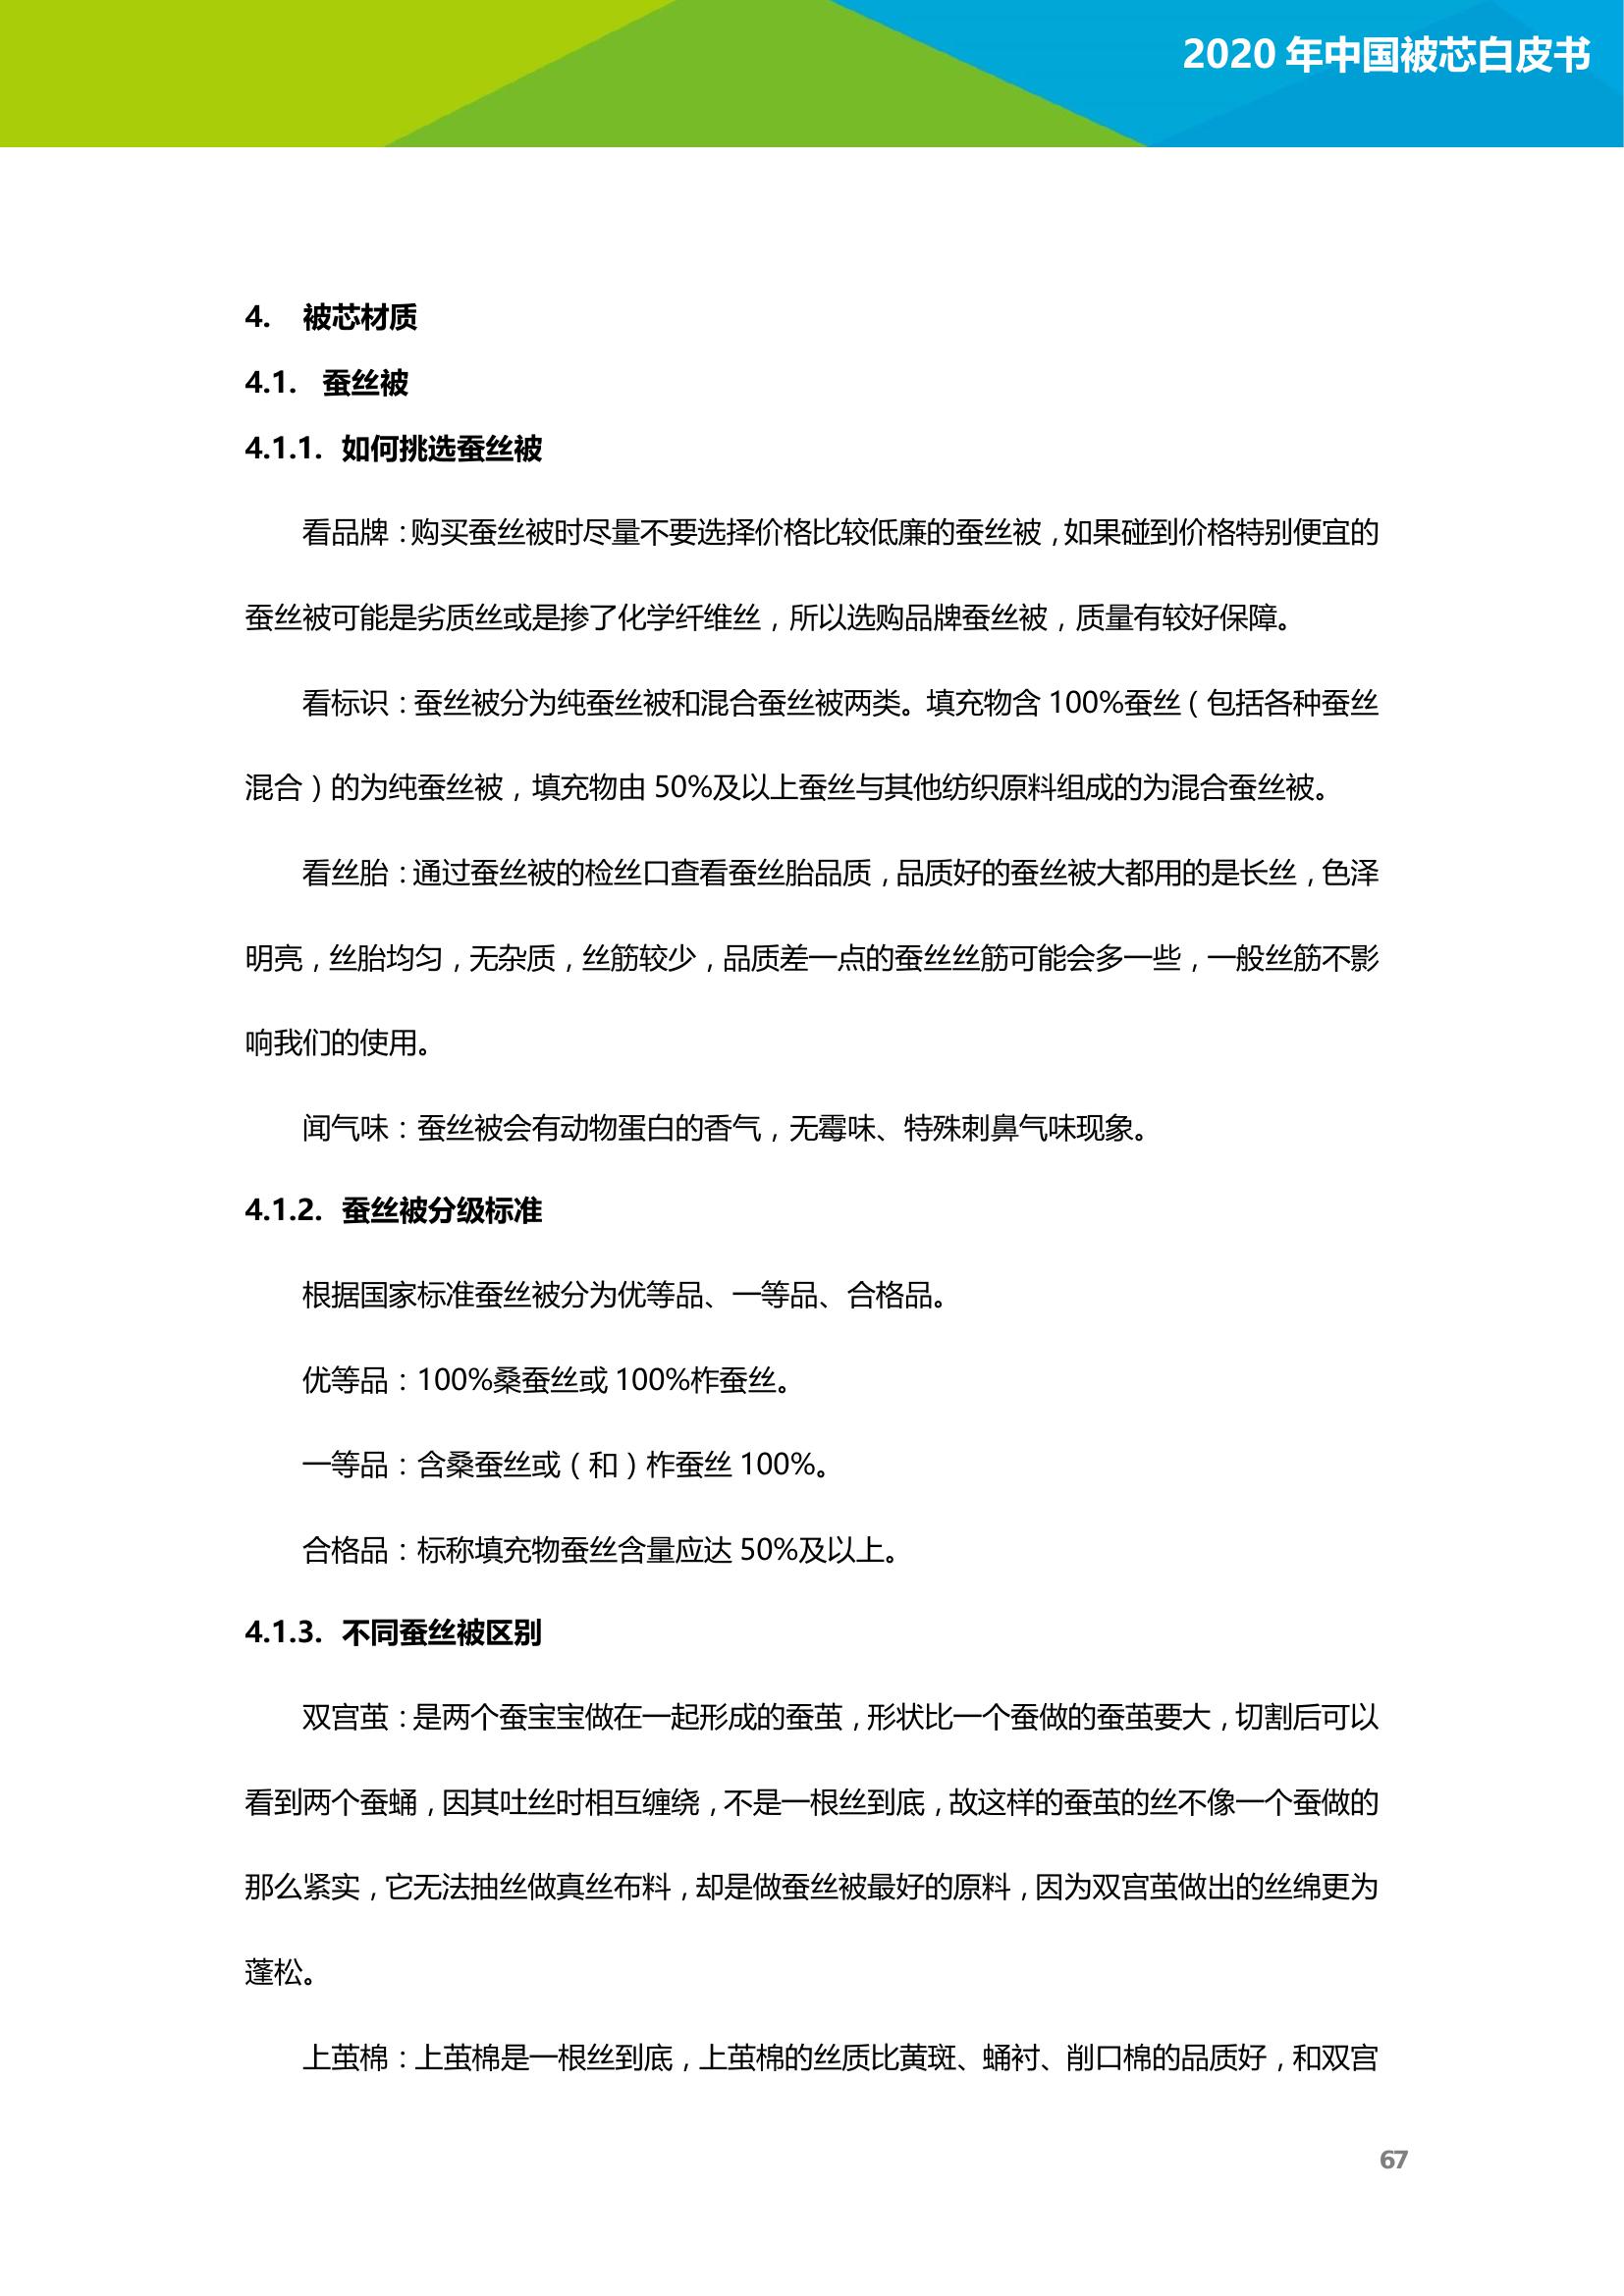 2020 年中国被芯白皮书
4. 被芯材质
4.1. 蚕丝被
4.1.1. 如何挑选蚕丝被
看品牌：购买蚕丝被时尽量不要选择价格比较低廉的蚕丝被，如果碰到价格特别便宜的
蚕丝被可能是劣质丝或是掺了化学纤维丝，所以选购品牌蚕丝被，质量有较好保障。
看标识：蚕丝被分为纯蚕丝被和混合蚕丝被两类。填充物含 100%蚕丝（包括各种蚕丝
混合）的为纯蚕丝被，填充物由 50%及以上蚕丝与其他纺织原料组成的为混合蚕丝被。
看丝胎：通过蚕丝被的检丝口查看蚕丝胎品质，品质好的蚕丝被大都用的是长丝，色泽
明亮，丝胎均匀，无杂质，丝筋较少，品质差一点的蚕丝丝筋可能会多一些，一般丝筋不影
响我们的使用。
闻气味：蚕丝被会有动物蛋白的香气，无霉味、特殊刺鼻气味现象。
4.1.2. 蚕丝被分级标准
根据国家标准蚕丝被分为优等品、一等品、合格品。
优等品：100%桑蚕丝或 100%柞蚕丝。
一等品：含桑蚕丝或（和）柞蚕丝 100%。
合格品：标称填充物蚕丝含量应达 50%及以上。
4.1.3. 不同蚕丝被区别
双宫茧：是两个蚕宝宝做在一起形成的蚕茧，形状比一个蚕做的蚕茧要大，切割后可以
看到两个蚕蛹，因其吐丝时相互缠绕，不是一根丝到底，故这样的蚕茧的丝不像一个蚕做的
那么紧实，它无法抽丝做真丝布料，却是做蚕丝被最好的原料，因为双宫茧做出的丝绵更为
蓬松。
上茧棉：上茧棉是一根丝到底，上茧棉的丝质比黄斑、蛹衬、削口棉的品质好，和双宫
67